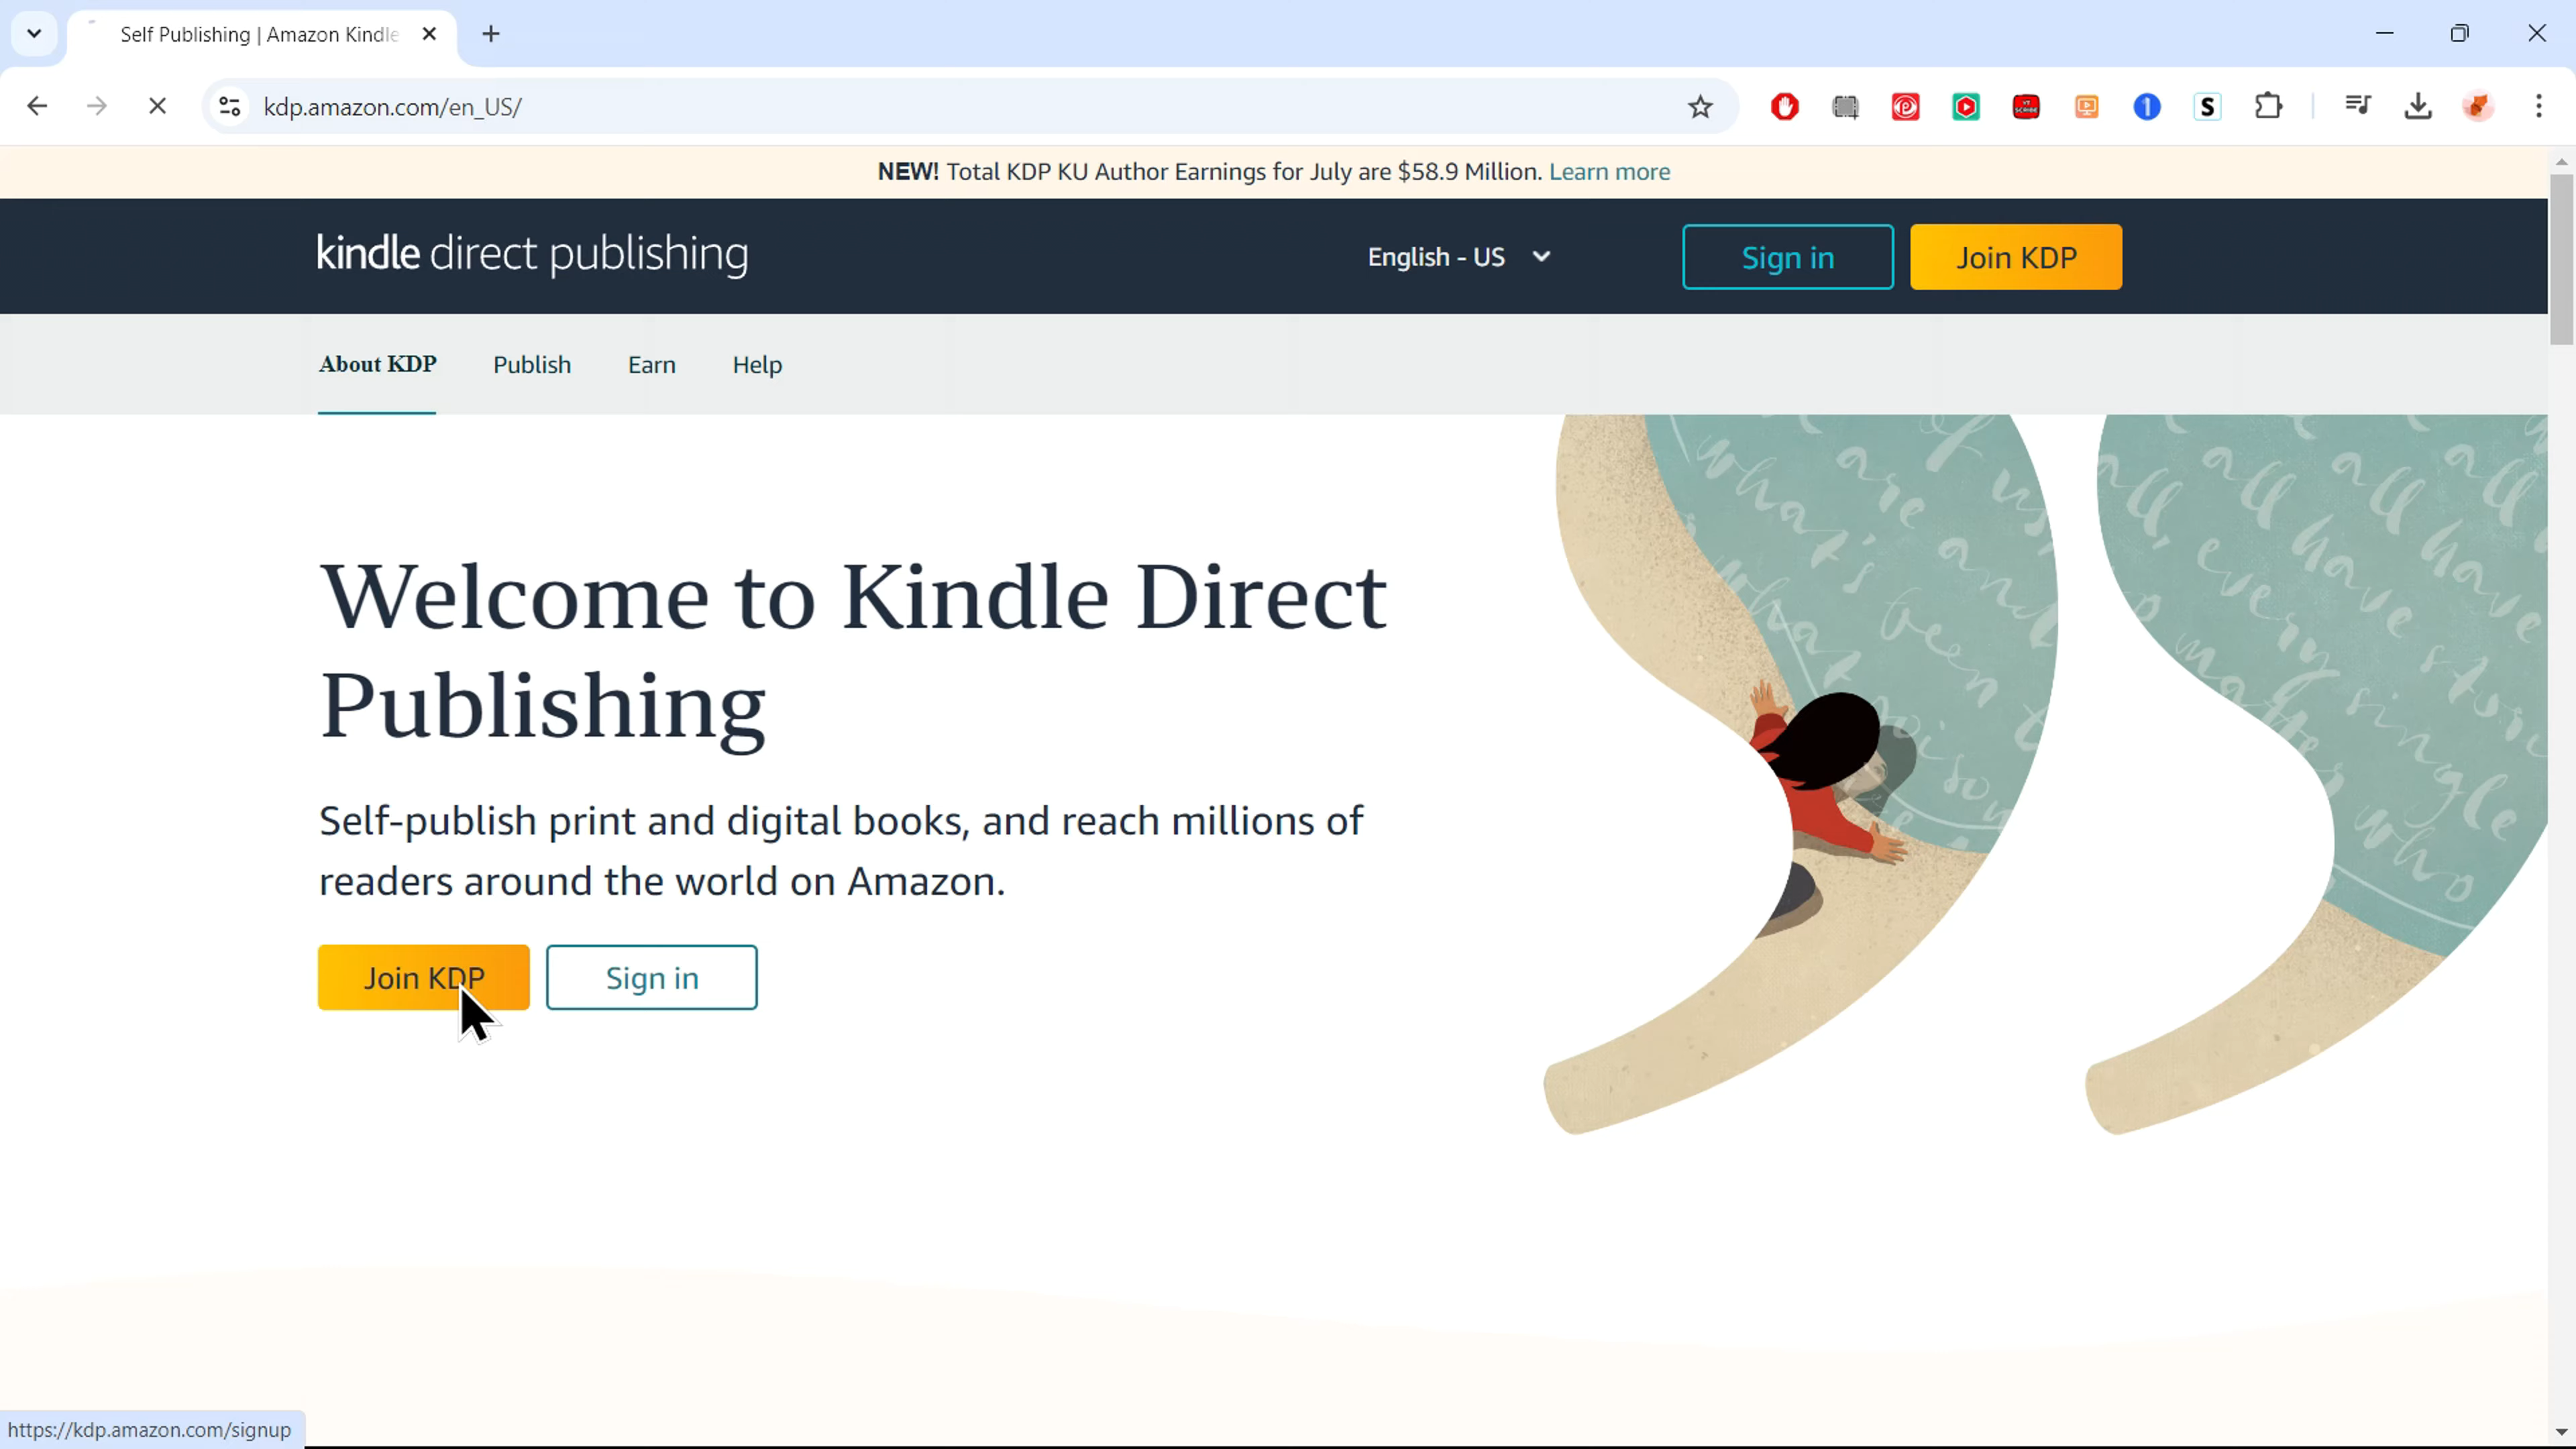 Self Publishing | Amazon Kindle
kdp.amazon.com/en_US/
NEW! Total KDP KU Author Earnings for July are $58.9 Million. Learn more
kindle direct publishing
English - US
Sign in
Join KDP
About KDP
Publish
Earn
Help
Welcome to Kindle Direct
Publishing
Self-publish print and digital books, and reach millions of
readers around the world on Amazon.
Join KDP
Sign in
https://kdp.amazon.com/signup